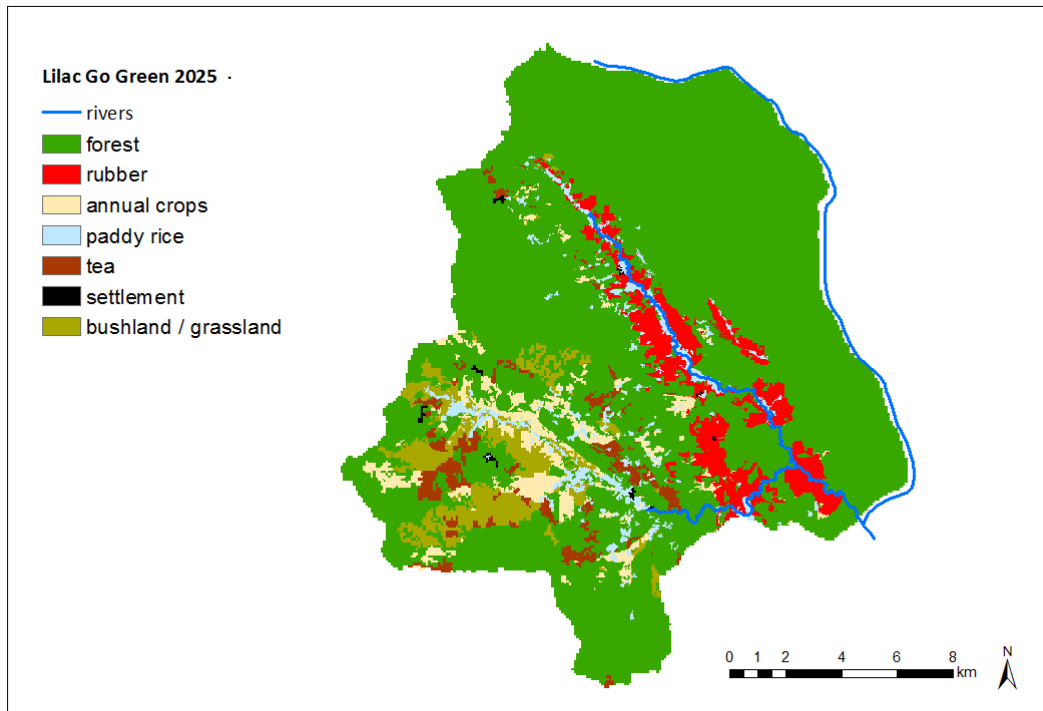 Lilac Go Green 2025 -
rivers
forest
rubber
annual crops
paddy rice
tea
settlement
bushland / grassland
0 1 2 4 6 8
km
N